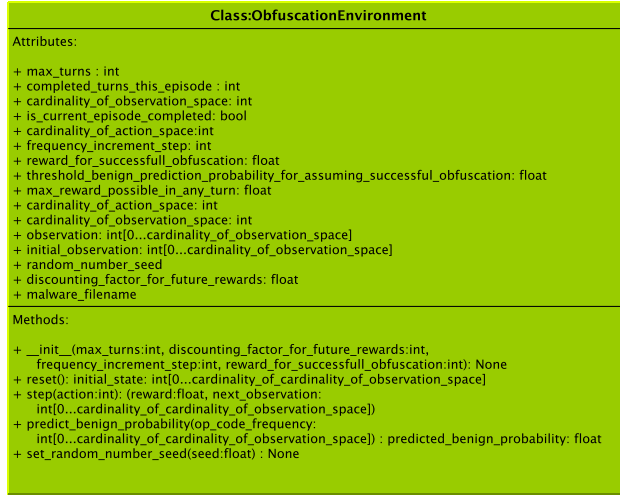 Class:ObfuscationEnvironment
Attributes:
+ max_turns : int
+ completed_turns_this_episode : int
+ cardinality_of_observation_space: int
+ is_current_episode_completed: bool
+ cardinality_of_action_space:int
+ frequency_increment_step: int
+ reward_for_successfull_obfuscation: float
+ threshold_benign_prediction_probability_for_assuming_successful_obfuscation: float
+ max_reward_possible_in_any_turn: float
+ cardinality_of_action_space: int
+ cardinality_of_observation_space: int
+ observation: int[0...cardinality_of_observation_space]
+ initial_observation: int[0...cardinality_of_observation_space]
+ random_number_seed
+ discounting_factor_for_future_rewards: float
+ malware_filename
Methods:
+ __init__(max_turns:int, discounting_factor_for_future_rewards:int,
frequency_increment_step:int, reward_for_successfull_obfuscation:int): None
+ reset(): initial_state: int[0...cardinality_of_cardinality_of_observation_space]
+ step(action:int): (reward:float, next_observation:
int[0...cardinality_of_cardinality_of_observation_space])
+ predict_benign_probability(op_code_frequency:
int[0...cardinality_of_cardinality_of_observation_space]) : predicted_benign_probability: float
+ set_random_number_seed(seed:float) : None